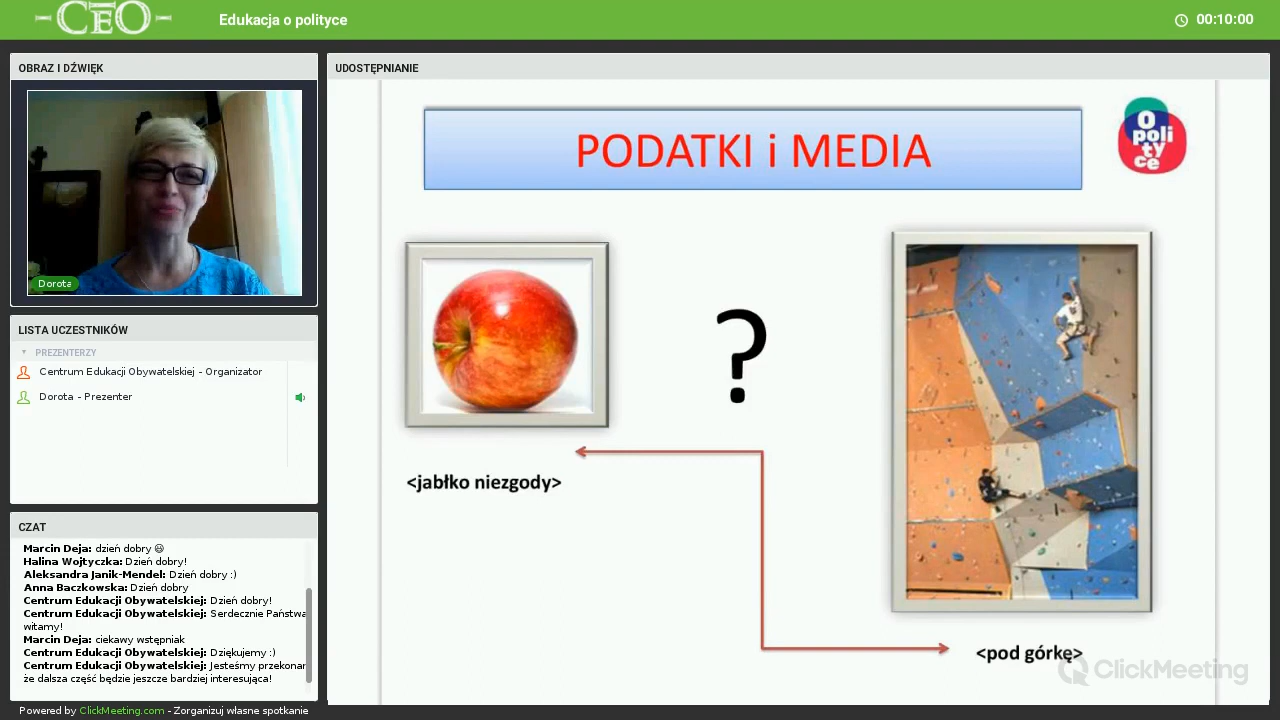 CEO
Edukacja o polityce
00:10:00
OBRAZ I DŹWIĘK
Dorota
LISTA UCZESTNIKÓW
PREZENTERZY
Centrum Edukacji Obywatelskiej - Organizator
Dorota - Prezenter
CZAT
Marcin Deja: dzień dobry 😃
Halina Wojtyczka: Dzień dobry!
Aleksandra Janik-Mendel: Dzień dobry :)
Anna Baczkowska: Dzień dobry
Centrum Edukacji Obywatelskiej: Dzień dobry!
Centrum Edukacji Obywatelskiej: Serdecznie Państwa
witamy!
Marcin Deja: ciekawy wstępniak
Centrum Edukacji Obywatelskiej: Dziękujemy :)
Centrum Edukacji Obywatelskiej: Jesteśmy przekonan
że dalsza część będzie jeszcze bardziej interesująca!
Powered by ClickMeeting.com - Zorganizuj własne spotkanie
UDOSTĘPNIANIE
PODATKI i MEDIA
O
poli
ty
ce
?
<jabłko niezgody>
<pod górkę>
ClickMeeting